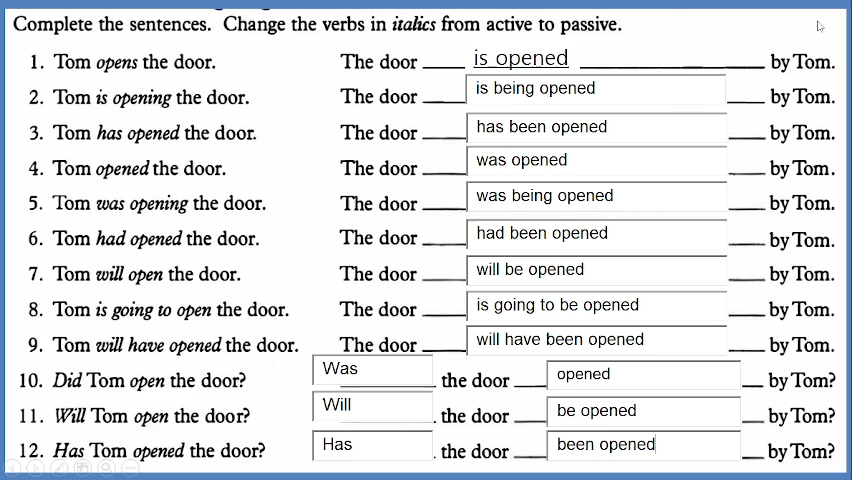 Complete the sentences. Change the verbs in italics from active to passive.
1. Tom opens the door. The door is opened by Tom.
2. Tom is opening the door. The door is being opened by Tom.
3. Tom has opened the door. The door has been opened by Tom.
4. Tom opened the door. The door was opened by Tom.
5. Tom was opening the door. The door was being opened by Tom.
6. Tom had opened the door. The door had been opened by Tom.
7. Tom will open the door. The door will be opened by Tom.
8. Tom is going to open the door. The door is going to be opened by Tom.
9. Tom will have opened the door. The door will have been opened by Tom.
10. Did Tom open the door? Was the door opened by Tom?
11. Will Tom open the door? Will the door be opened by Tom?
12. Has Tom opened the door? Has the door been opened by Tom?